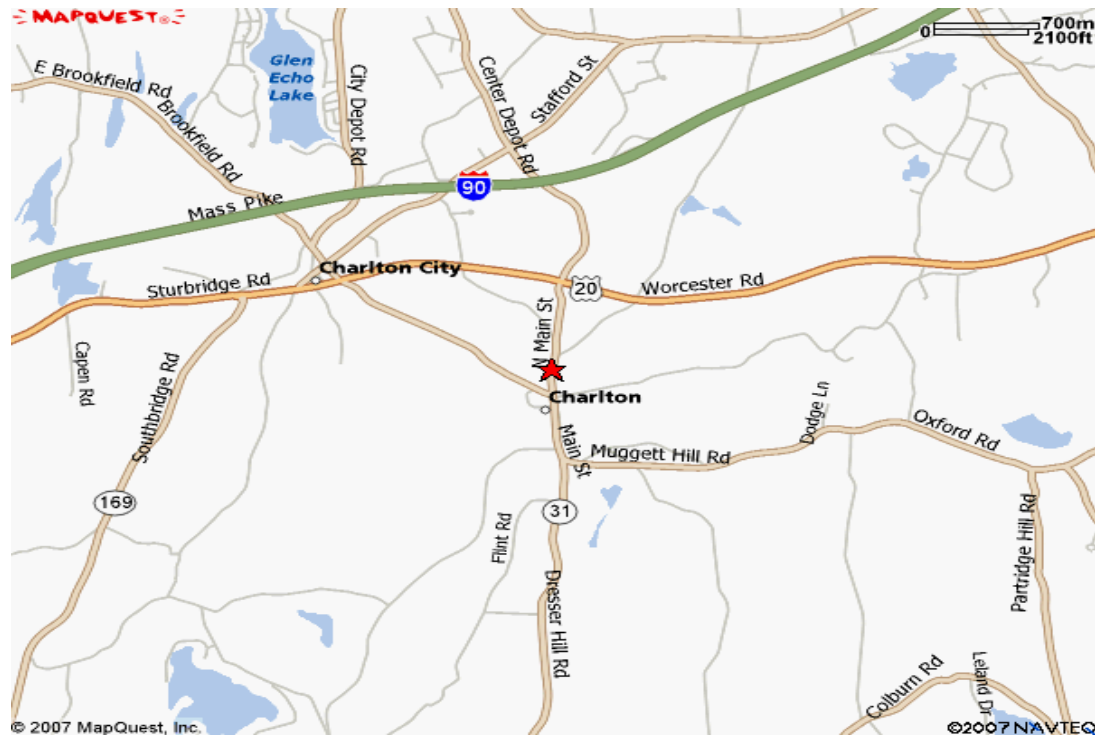 MAPQUEST®
0 700m
2100ft
Glen
Echo
Lake
E Brookfield Rd
Brookfield Rd
City Depot Rd
Center Depot Rd
Stafford St
90
Mass Pike
Charlton City
Sturbridge Rd
20
Worcester Rd
N Main St
Capen Rd
Southbridge Rd
Charlton
Main St
Muggett Hill Rd
Dodge Ln
Oxford Rd
169
31
Flint Rd
Dresser Hill Rd
Partridge Hill Rd
Colburn Rd
Leland Dr
© 2007 MapQuest, Inc.
©2007 NAVTEQ